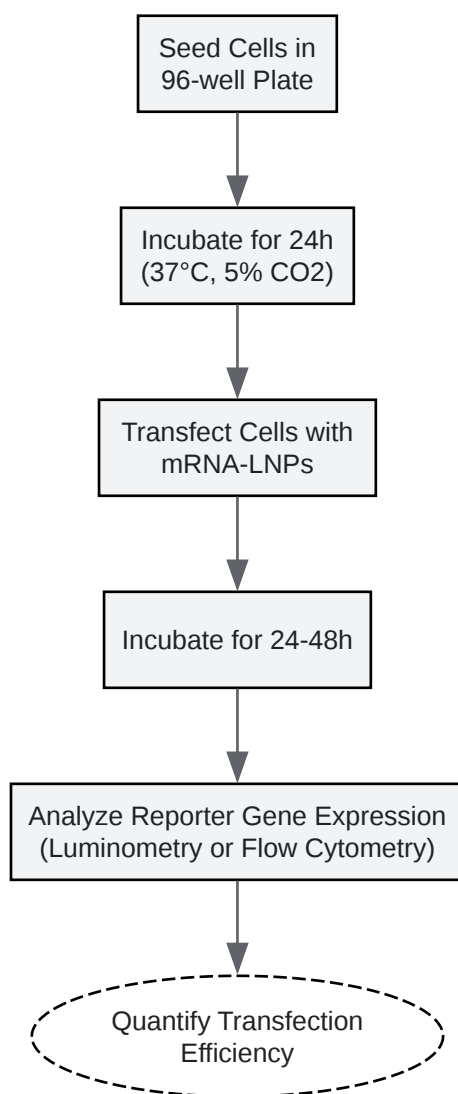 Seed Cells in
96-well Plate
Incubate for 24h
(37°C, 5% CO2)
Transfect Cells with
mRNA-LNPs
Incubate for 24-48h
Analyze Reporter Gene Expression
(Luminometry or Flow Cytometry)
Quantify Transfection
Efficiency